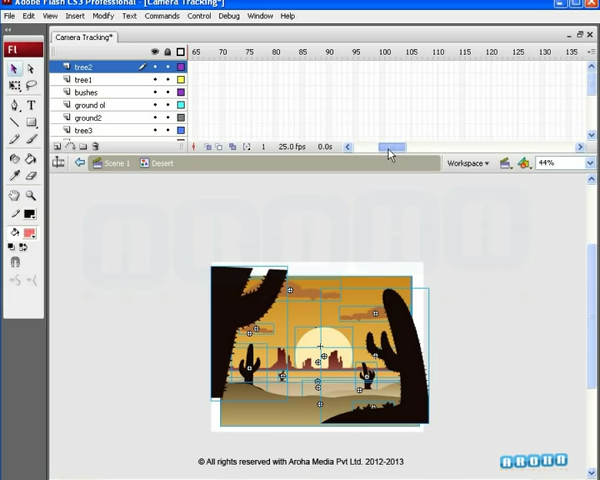 Adobe Flash CS3 Professional - [Camera Tracking*]
File Edit View Insert Modify Text Commands Control Debug Window Help
Camera Tracking*
65 70 75 80 85 90 95 100 105 110 115 120 125 130 135
tree2
tree1
bushes
ground ol
ground2
tree3
1 25.0 fps 0.0s
Scene 1 Desert Workspace 44%
Fl
AROHA
© All rights reserved with Aroha Media Pvt Ltd. 2012-2013
AROHA